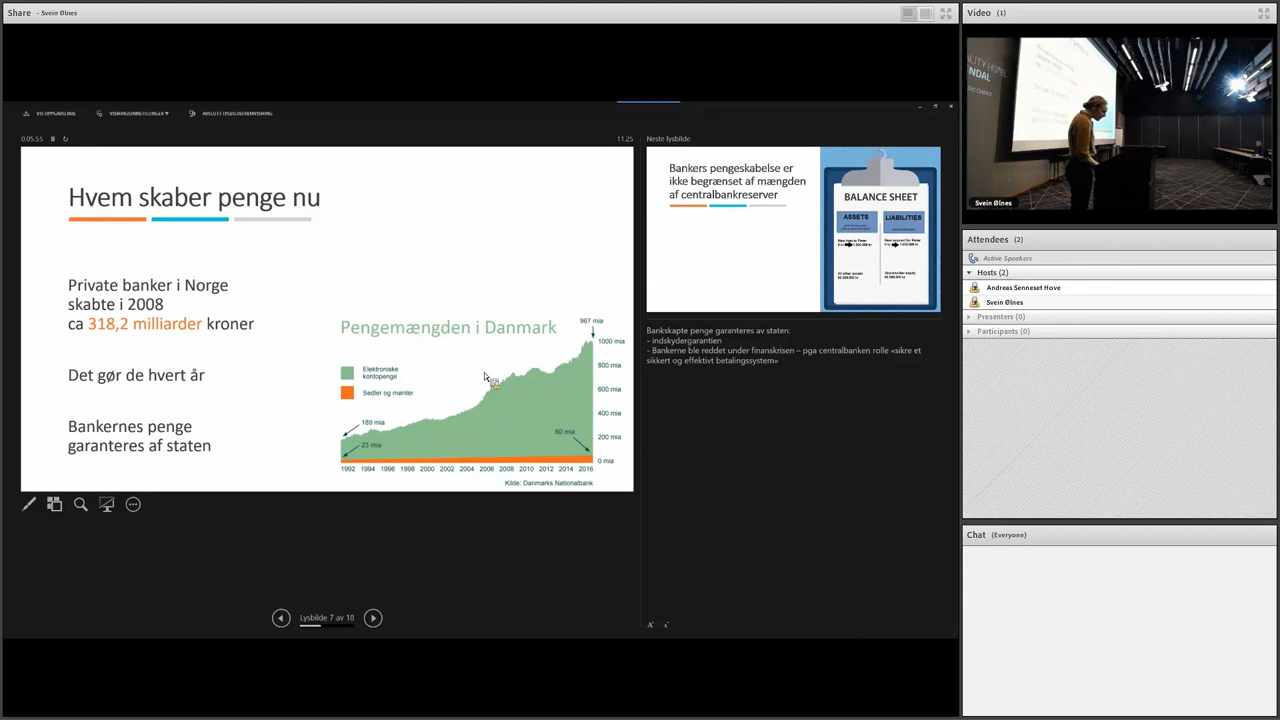 Share - Svein Ølnes
VIS OPPGAVELINJE
VISNINGSINNSTILLINGER
AVSLUTT LYSBILDEFREMVISNING
0:05.55
11.25
Hvem skaber penge nu
Private banker i Norge
skabte i 2008
ca 318,2 milliarder kroner
Det gør de hvert år
Bankernes penge
garanteres af staten
Pengemængden i Danmark
967 mia
1000 mia
800 mia
600 mia
400 mia
200 mia
0 mia
Elektroniske
kontopenge
Sedler og mønter
189 mia
23 mia
60 mia
1992 1994 1996 1998 2000 2002 2004 2006 2008 2010 2012 2014 2016
Kilde: Danmarks Nationalbank
Lysbilde 7 av 16
Neste lysbilde
Bankers pengeskabelse er
ikke begrænset af mængden
af centralbankreserver
BALANCE SHEET
ASSETS
LIABILITIES
Bankskapte penge garanteres av staten:
- indskydergarantien
- Bankerne ble reddet under finanskrisen – pga centralbanken rolle «sikre et
sikkert og effektivt betalingssystem»
Video (1)
Svein Ølnes
Attendees (2)
Active Speakers
Hosts (2)
Andreas Senneset Hove
Svein Ølnes
Presenters (0)
Participants (0)
Chat (Everyone)